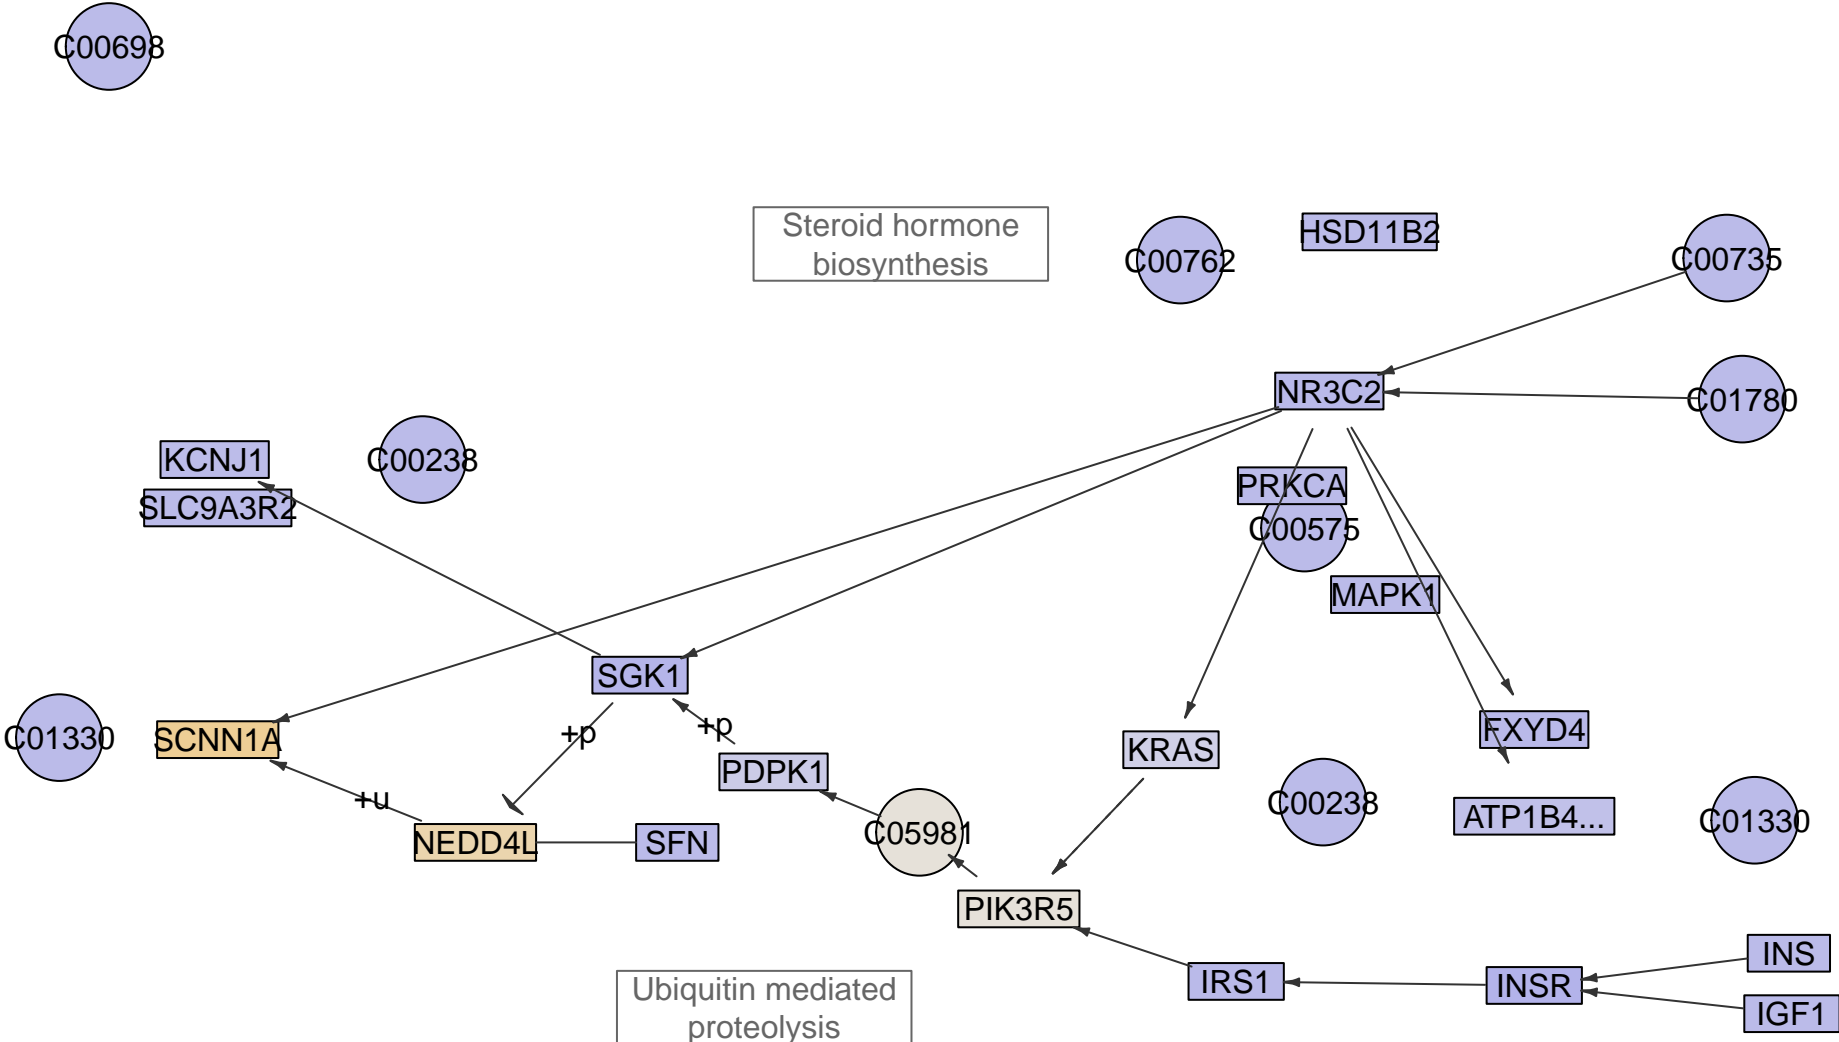 C00698
Steroid hormone
biosynthesis
C00762
HSD11B2
C00735
NR3C2
C01780
KCNJ1
C00238
SLC9A3R2
PRKCA
C00575
MAPK1
SGK1
C01330
SCNN1A
+p
+p
PDPK1
KRAS
FXYD4
+u
C00238
ATP1B4...
C01330
NEDD4L
SFN
C05981
PIK3R5
Ubiquitin mediated
proteolysis
IRS1
INSR
INS
IGF1